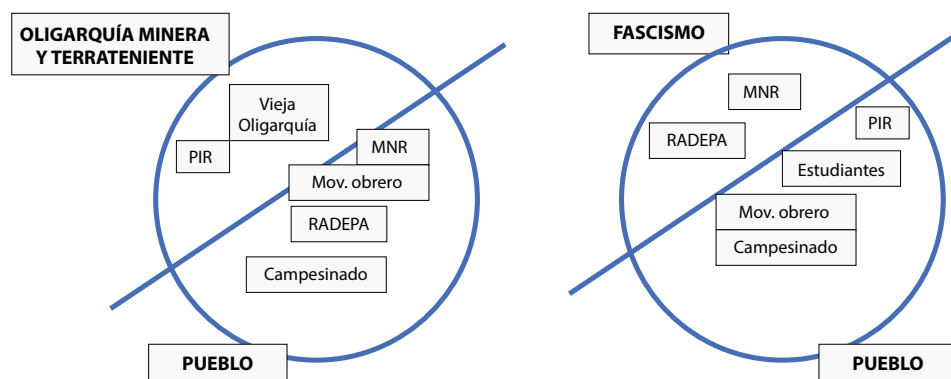 OLIGARQUÍA MINERA
Y TERRATENIENTE
Vieja
Oligarquía
PIR
MNR
Mov. obrero
RADEPA
Campesinado
PUEBLO
FASCISMO
MNR
PIR
RADEPA
Estudiantes
Mov. obrero
Campesinado
PUEBLO